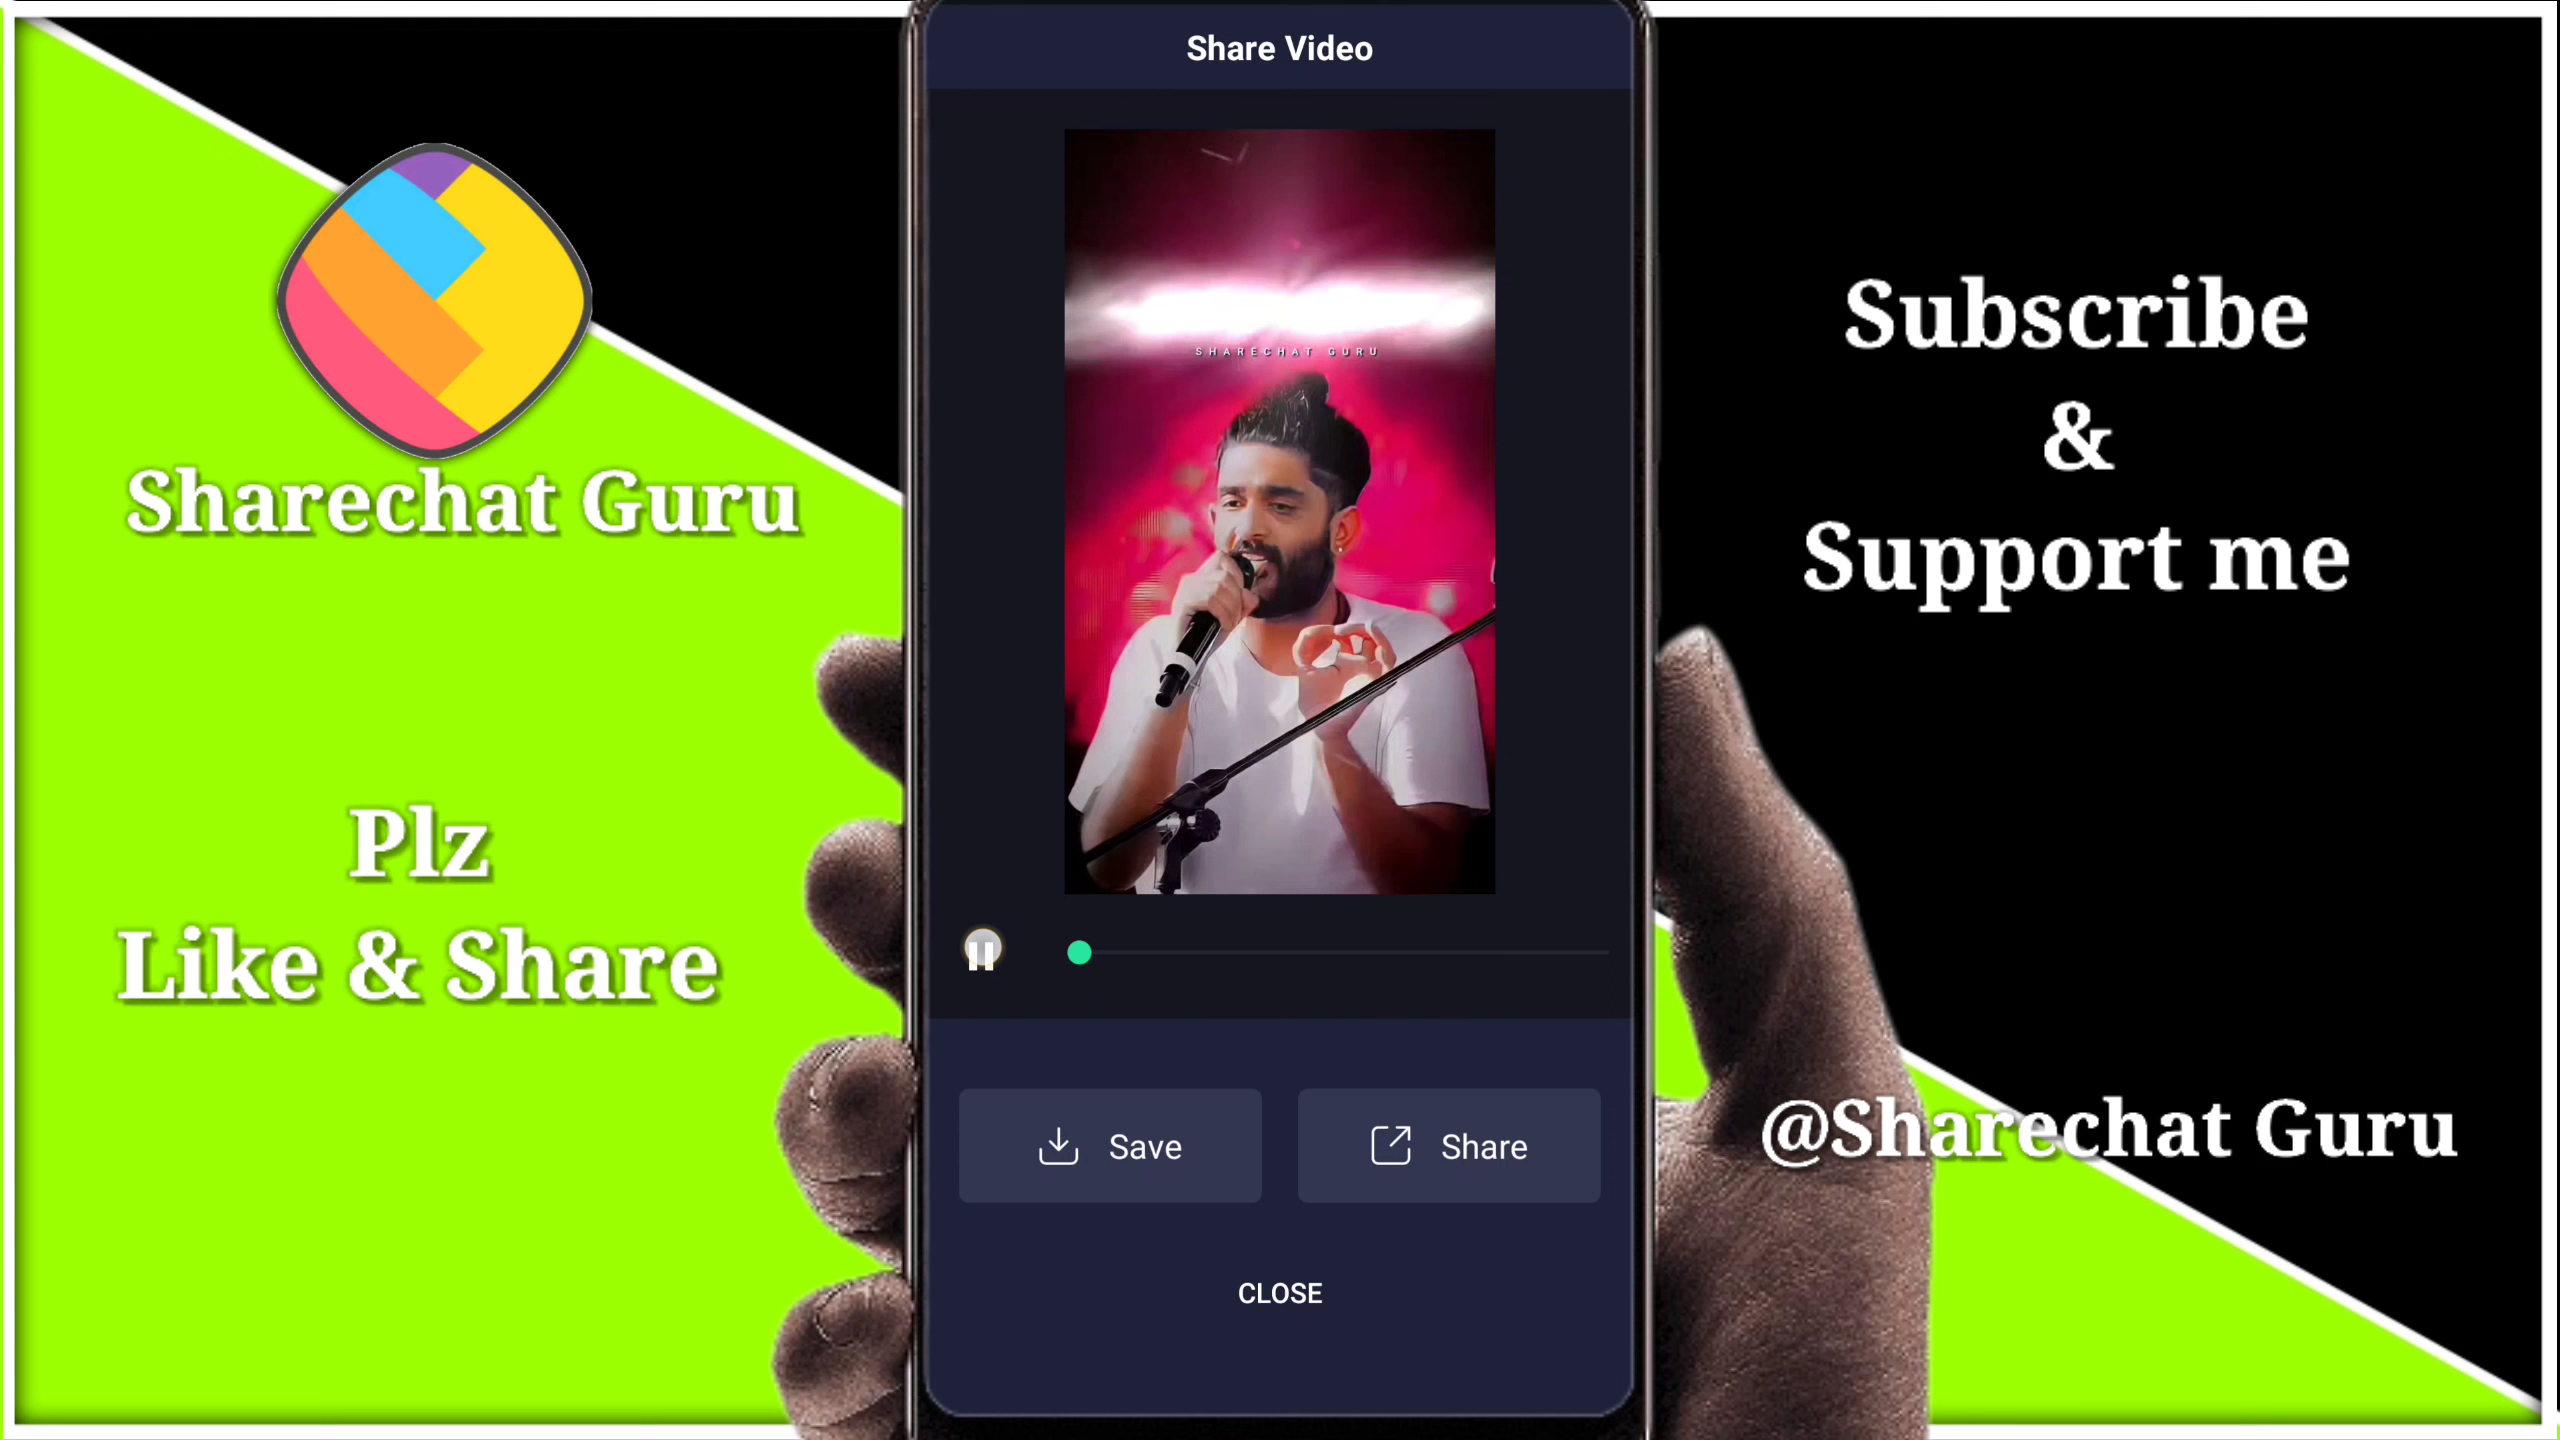 Share Video
SHARECHAT GURU
Sharechat Guru
Plz
Like & Share
Subscribe
&
Support me
@Sharechat Guru
Save
Share
CLOSE